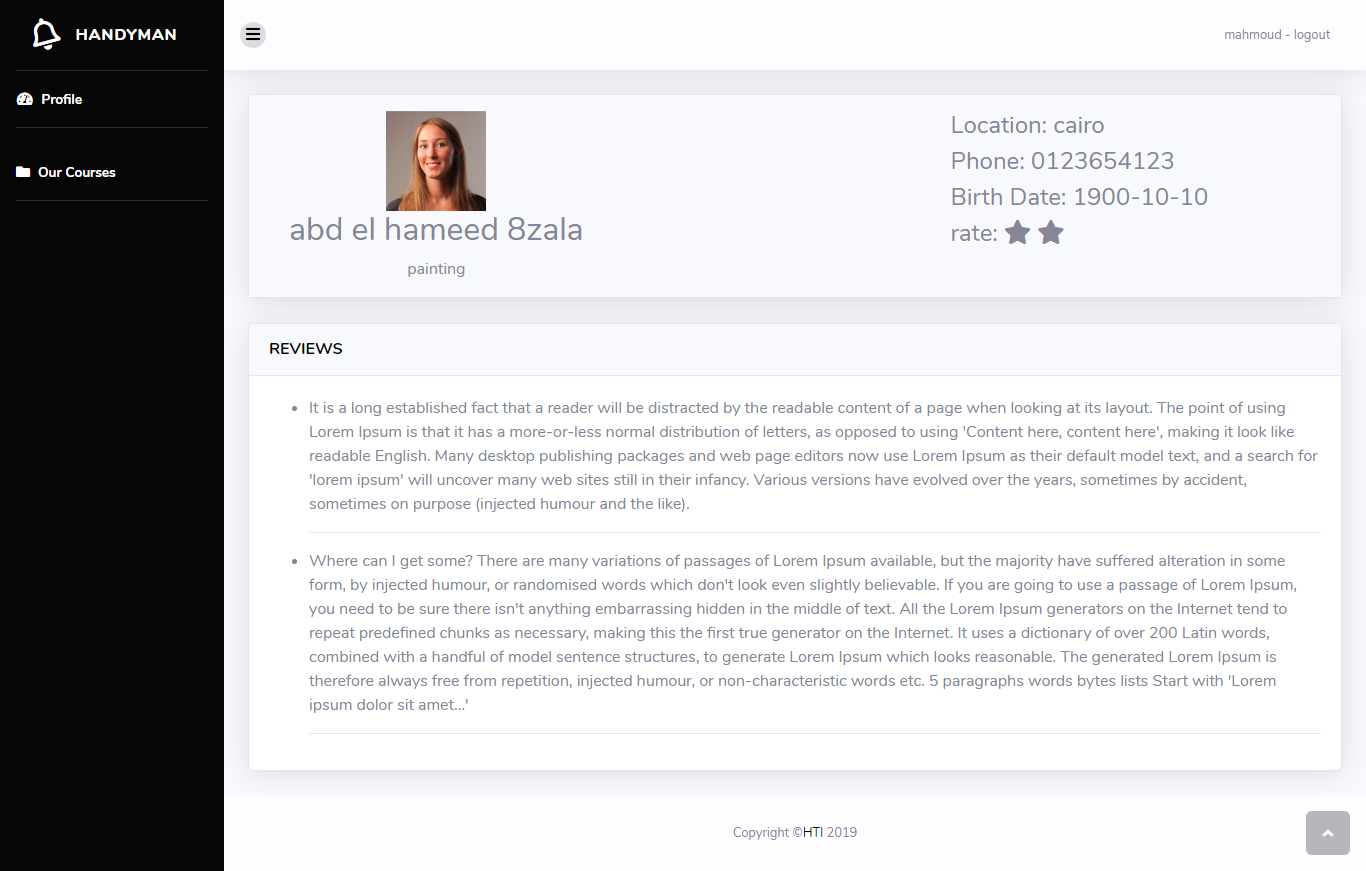 HANDYMAN
mahmoud - logout
Profile
Our Courses
abd el hameed 8zala
painting
Location: cairo
Phone: 0123654123
Birth Date: 1900-10-10
rate:
REVIEWS
It is a long established fact that a reader will be distracted by the readable content of a page when looking at its layout. The point of using
Lorem Ipsum is that it has a more-or-less normal distribution of letters, as opposed to using 'Content here, content here', making it look like
readable English. Many desktop publishing packages and web page editors now use Lorem Ipsum as their default model text, and a search for
'lorem ipsum' will uncover many web sites still in their infancy. Various versions have evolved over the years, sometimes by accident,
sometimes on purpose (injected humour and the like).
Where can I get some? There are many variations of passages of Lorem Ipsum available, but the majority have suffered alteration in some
form, by injected humour, or randomised words which don't look even slightly believable. If you are going to use a passage of Lorem Ipsum,
you need to be sure there isn't anything embarrassing hidden in the middle of text. All the Lorem Ipsum generators on the Internet tend to
repeat predefined chunks as necessary, making this the first true generator on the Internet. It uses a dictionary of over 200 Latin words,
combined with a handful of model sentence structures, to generate Lorem Ipsum which looks reasonable. The generated Lorem Ipsum is
therefore always free from repetition, injected humour, or non-characteristic words etc. 5 paragraphs words bytes lists Start with 'Lorem
ipsum dolor sit amet...'
Copyright ©HTI 2019